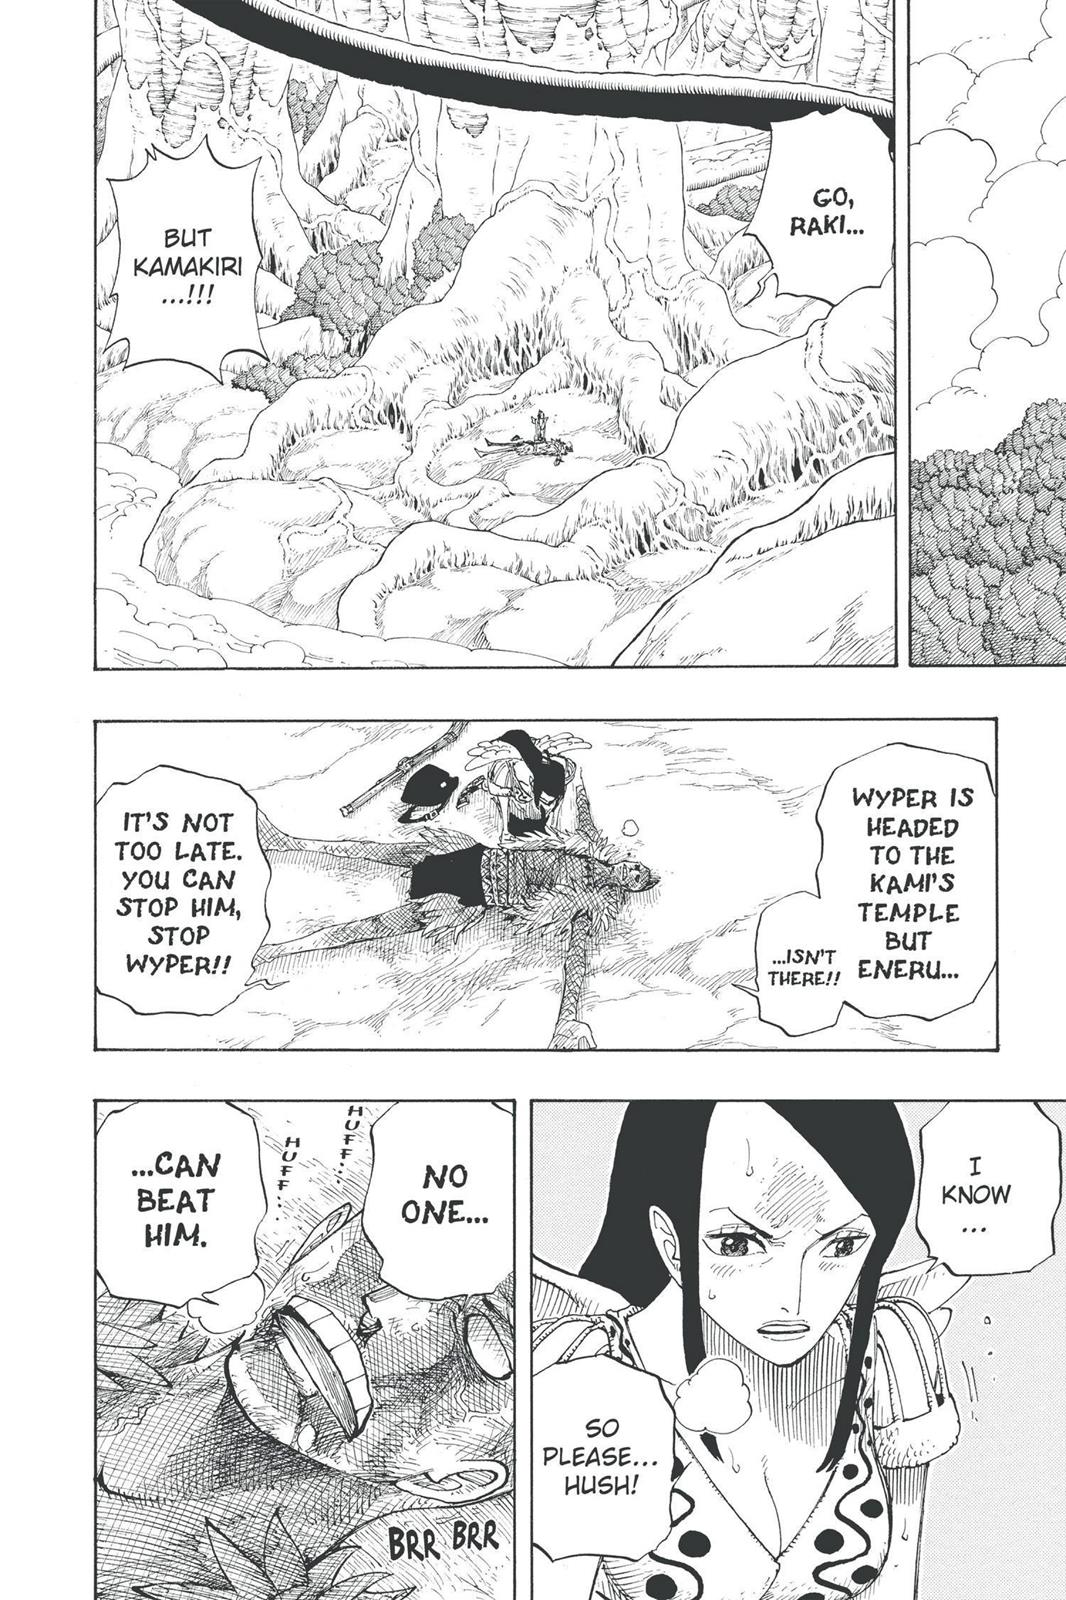 GO,
RAKI...
BUT
KAMAKIRI
...!!!
WYPER IS
HEADED
TO THE
KAMI'S
TEMPLE
BUT
ENERU...
...ISN'T
THERE!!
IT'S NOT
TOO LATE.
YOU CAN
STOP HIM,
STOP
WYPER!!
I
KNOW
...
SO
PLEASE...
HUSH!
NO
ONE...
HUFF...
HUFF...
...CAN
BEAT
HIM.
BRR BRR